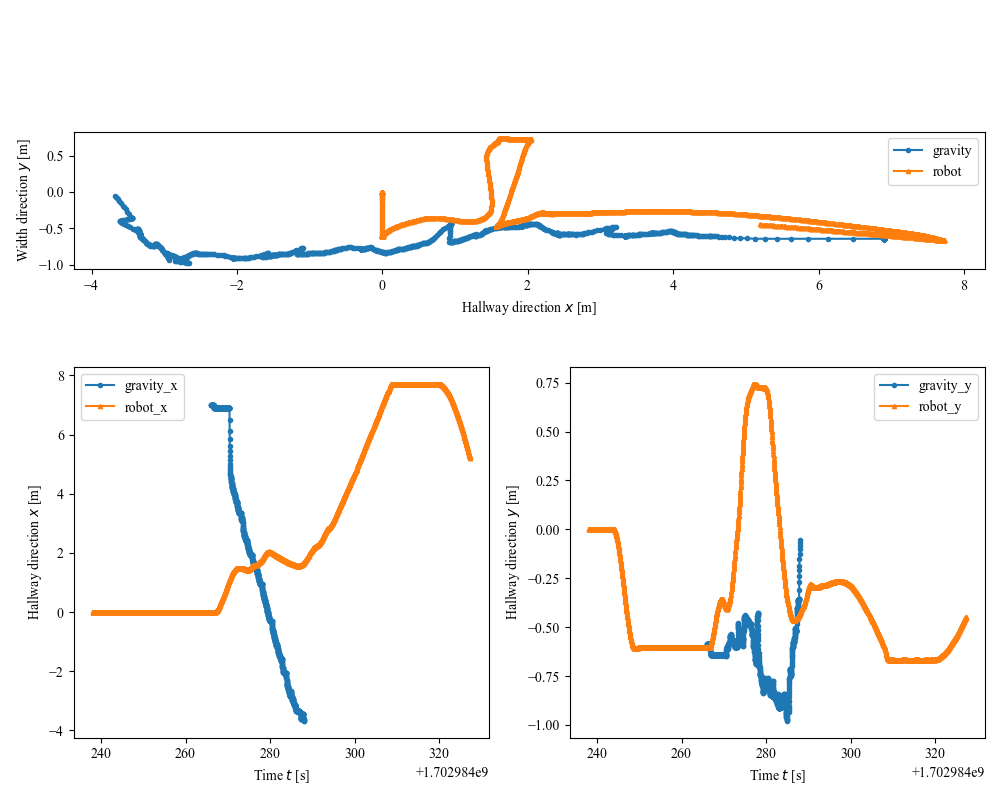 Width direction y [m]
0.5
0.0
−0.5
−1.0
gravity
robot
−4
−2
0
2
4
6
8
Hallway direction x [m]
Hallway direction x [m]
8
6
4
2
0
−2
−4
gravity_x
robot_x
240
260
280
300
320
Time t [s]
+1.702984e9
Hallway direction y [m]
0.75
0.50
0.25
0.00
−0.25
−0.50
−0.75
−1.00
gravity_y
robot_y
240
260
280
300
320
Time t [s]
+1.702984e9